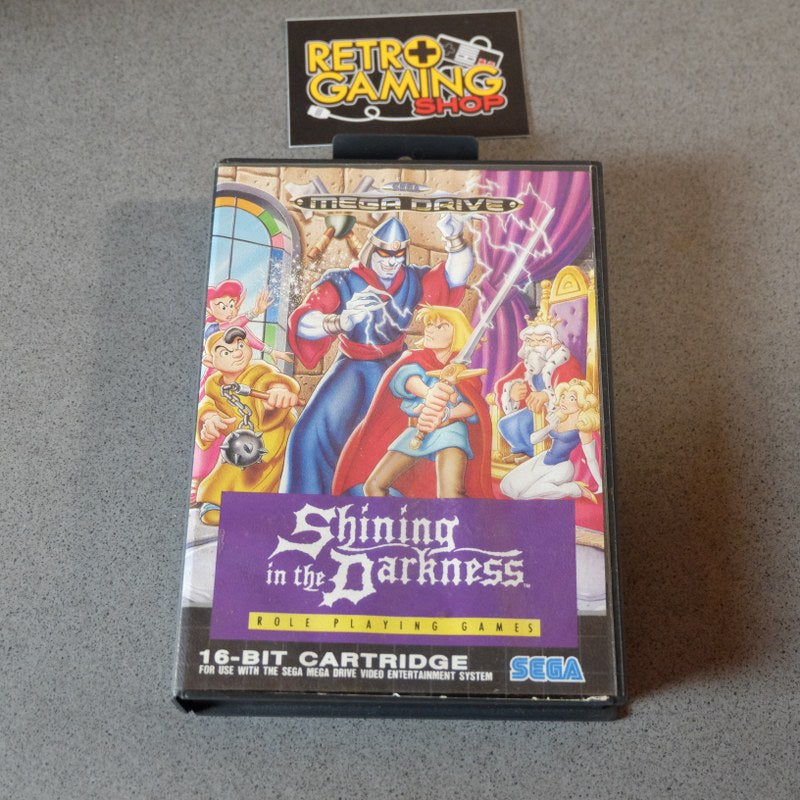 RETRO
GAMING
SHOP
SEGA
MEGA DRIVE
Shining
in the Darkness™
ROLE PLAYING GAMES
16-BIT CARTRIDGE
FOR USE WITH THE SEGA MEGA DRIVE VIDEO ENTERTAINMENT SYSTEM
SEGA